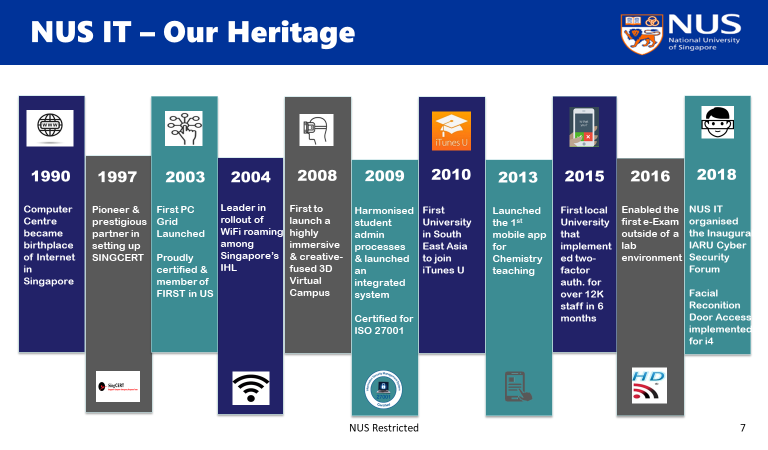 NUS IT – Our Heritage
NUS
National University
of Singapore
WWW
1990
Computer
Centre
became
birthplace
of Internet
in
Singapore
1997
Pioneer &
prestigious
partner in
setting up
SINGCERT
SingCERT
2003
First PC
Grid
Launched
Proudly
certified &
member of
FIRST in US
2004
Leader in
rollout of
WiFi roaming
among
Singapore's
IHL
2008
First to
launch a
highly
immersive
& creative-
fused 3D
Virtual
Campus
2009
Harmonised
student
admin
processes
& launched
an
integrated
system
Certified for
ISO 27001
27001
iTunes U
2010
First
University
in South
East Asia
to join
iTunes U
2013
Launched
the 1st
mobile app
for
Chemistry
teaching
2015
First local
University
that
implement
ed two-
factor
auth. for
over 12K
staff in 6
months
2016
Enabled the
first e-Exam
outside of a
lab
environment
HD
2018
NUS IT
organised
the Inaugura
IARU Cyber
Security
Forum
Facial
Reconition
Door Access
implemented
for i4
NUS Restricted
7